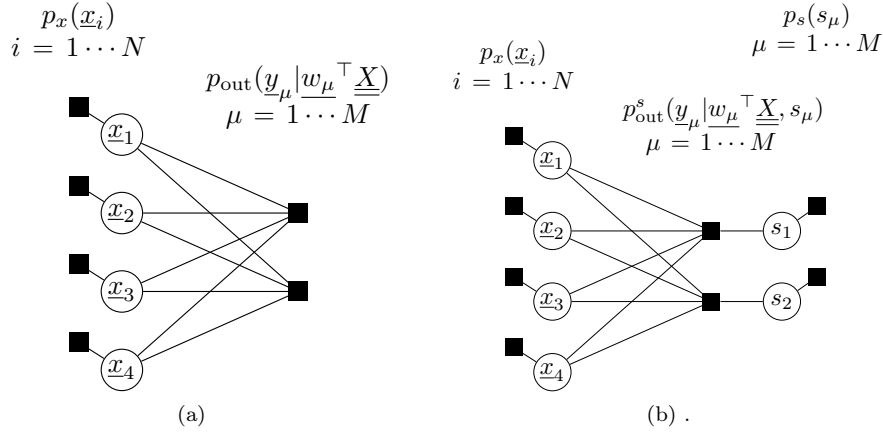 p_x(x_i)
i = 1 ⋯ N
p_out(y_μ|w_μ^⊤ X)
μ = 1 ⋯ M
x_1
x_2
x_3
x_4
(a)
p_s(s_μ)
μ = 1 ⋯ M
p_x(x_i)
i = 1 ⋯ N
p^s_out(y_μ|w_μ^⊤ X, s_μ)
μ = 1 ⋯ M
x_1
x_2
s_1
x_3
s_2
x_4
(b) .